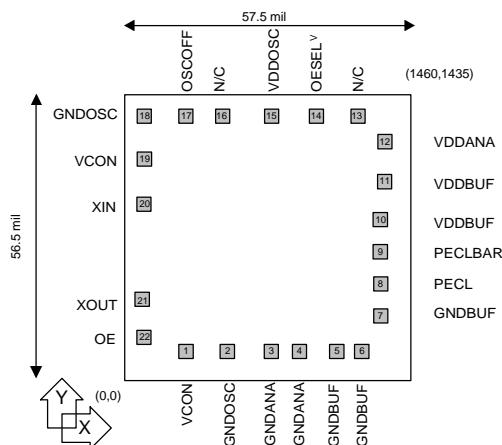 57.5 mil
OSCOFF
N/C
VDDOSC
OESEL^V
N/C
(1460,1435)
GNDOSC
18
17
16
15
14
13
12
VDDANA
VCON
19
11
VDDBUF
XIN
20
10
VDDBUF
56.5 mil
9
PECLBAR
8
PECL
XOUT
21
7
GNDBUF
OE
22
1
2
3
4
5
6
(0,0)
Y
X
VCON
GNDOSC
GNDANA
GNDANA
GNDBUF
GNDBUF